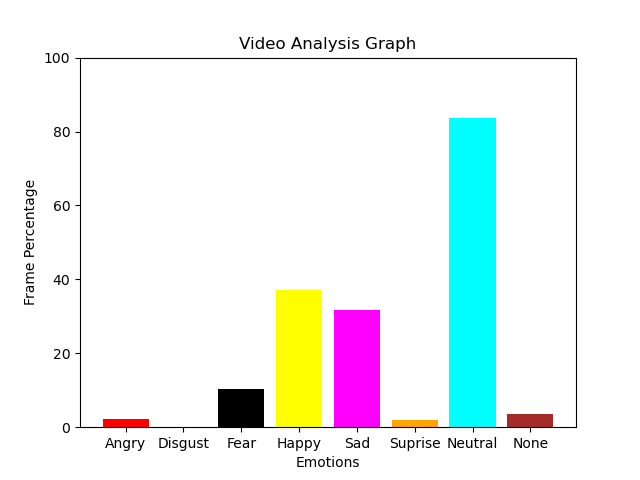 Video Analysis Graph
100
80
60
40
20
0
Frame Percentage
Angry Disgust Fear Happy Sad Suprise Neutral None
Emotions